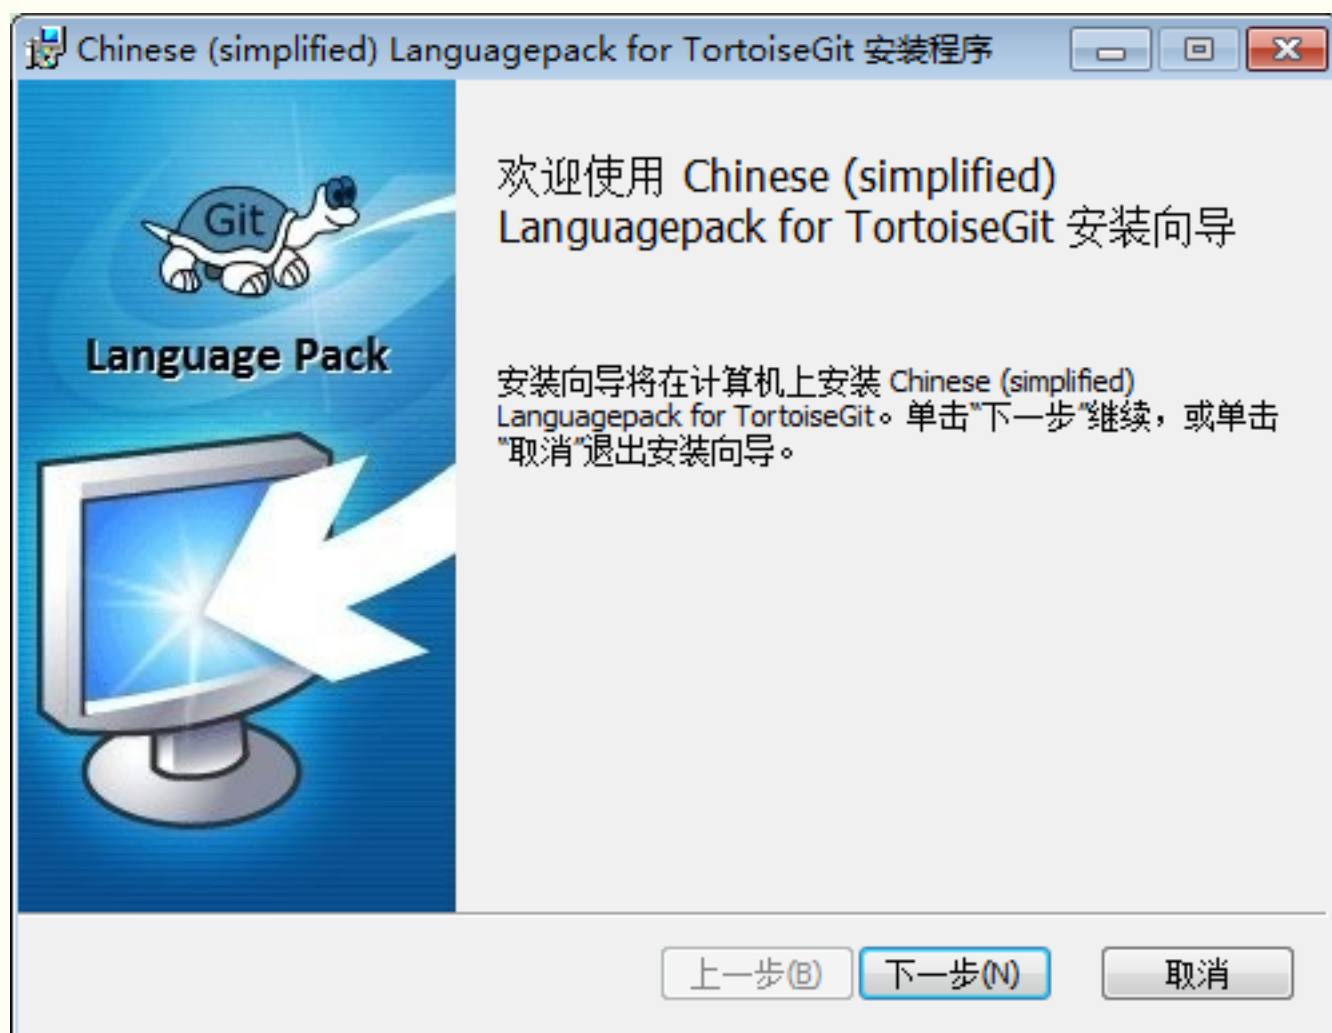 Chinese (simplified) Languagepack for TortoiseGit 安装程序
Git
Language Pack
欢迎使用 Chinese (simplified)
Languagepack for TortoiseGit 安装向导
安装向导将在计算机上安装 Chinese (simplified)
Languagepack for TortoiseGit。单击"下一步"继续，或单击
"取消"退出安装向导。
上一步(B)
下一步(N)
取消